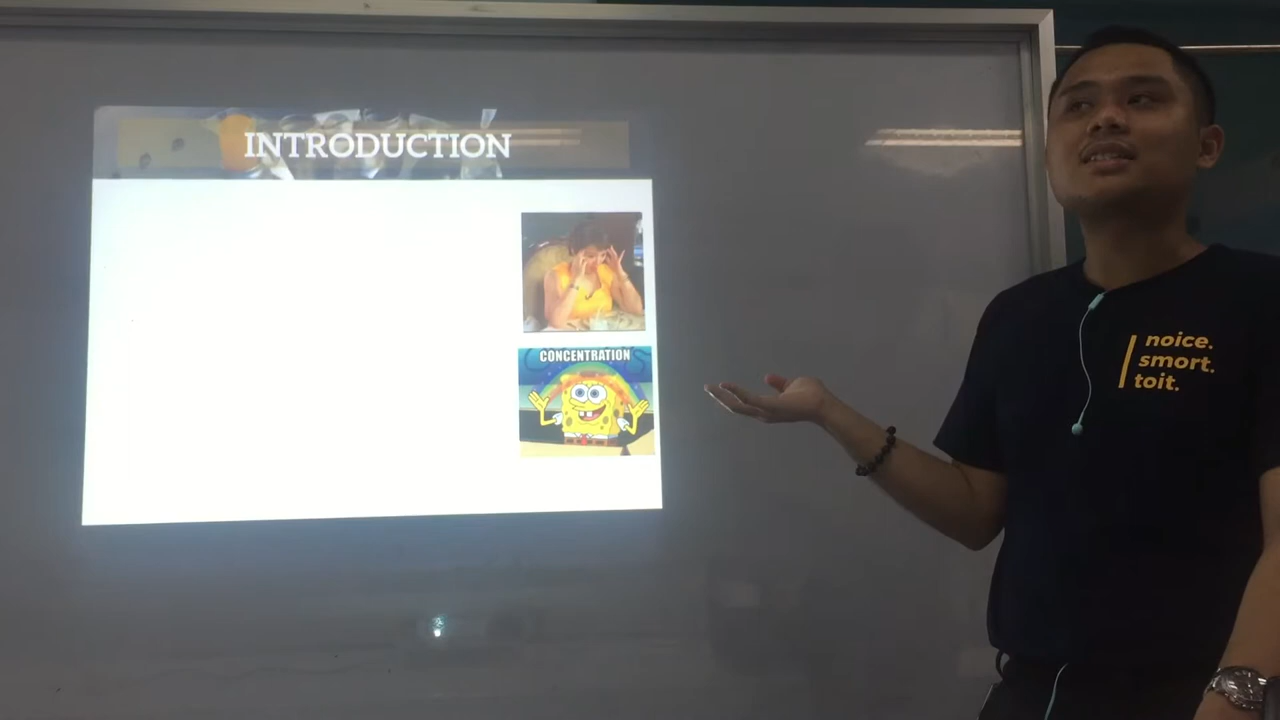 INTRODUCTION
CONCENTRATION
noice.
smort.
toit.